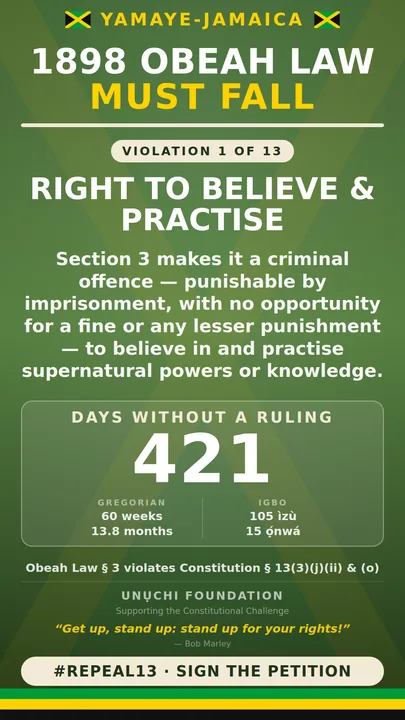 YAMAYE-JAMAICA
1898 OBEAH LAW
MUST FALL
VIOLATION 1 OF 13
RIGHT TO BELIEVE &
PRACTISE
Section 3 makes it a criminal
offence — punishable by
imprisonment, with no opportunity
for a fine or any lesser punishment
— to believe in and practise
supernatural powers or knowledge.
DAYS WITHOUT A RULING
421
GREGORIAN
60 weeks
13.8 months
IGBO
105 ìzù
15 ọ́nwá
Obeah Law § 3 violates Constitution § 13(3)(j)(ii) & (o)
UNỤCHI FOUNDATION
Supporting the Constitutional Challenge
“Get up, stand up: stand up for your rights!”
— Bob Marley
#REPEAL13 · SIGN THE PETITION